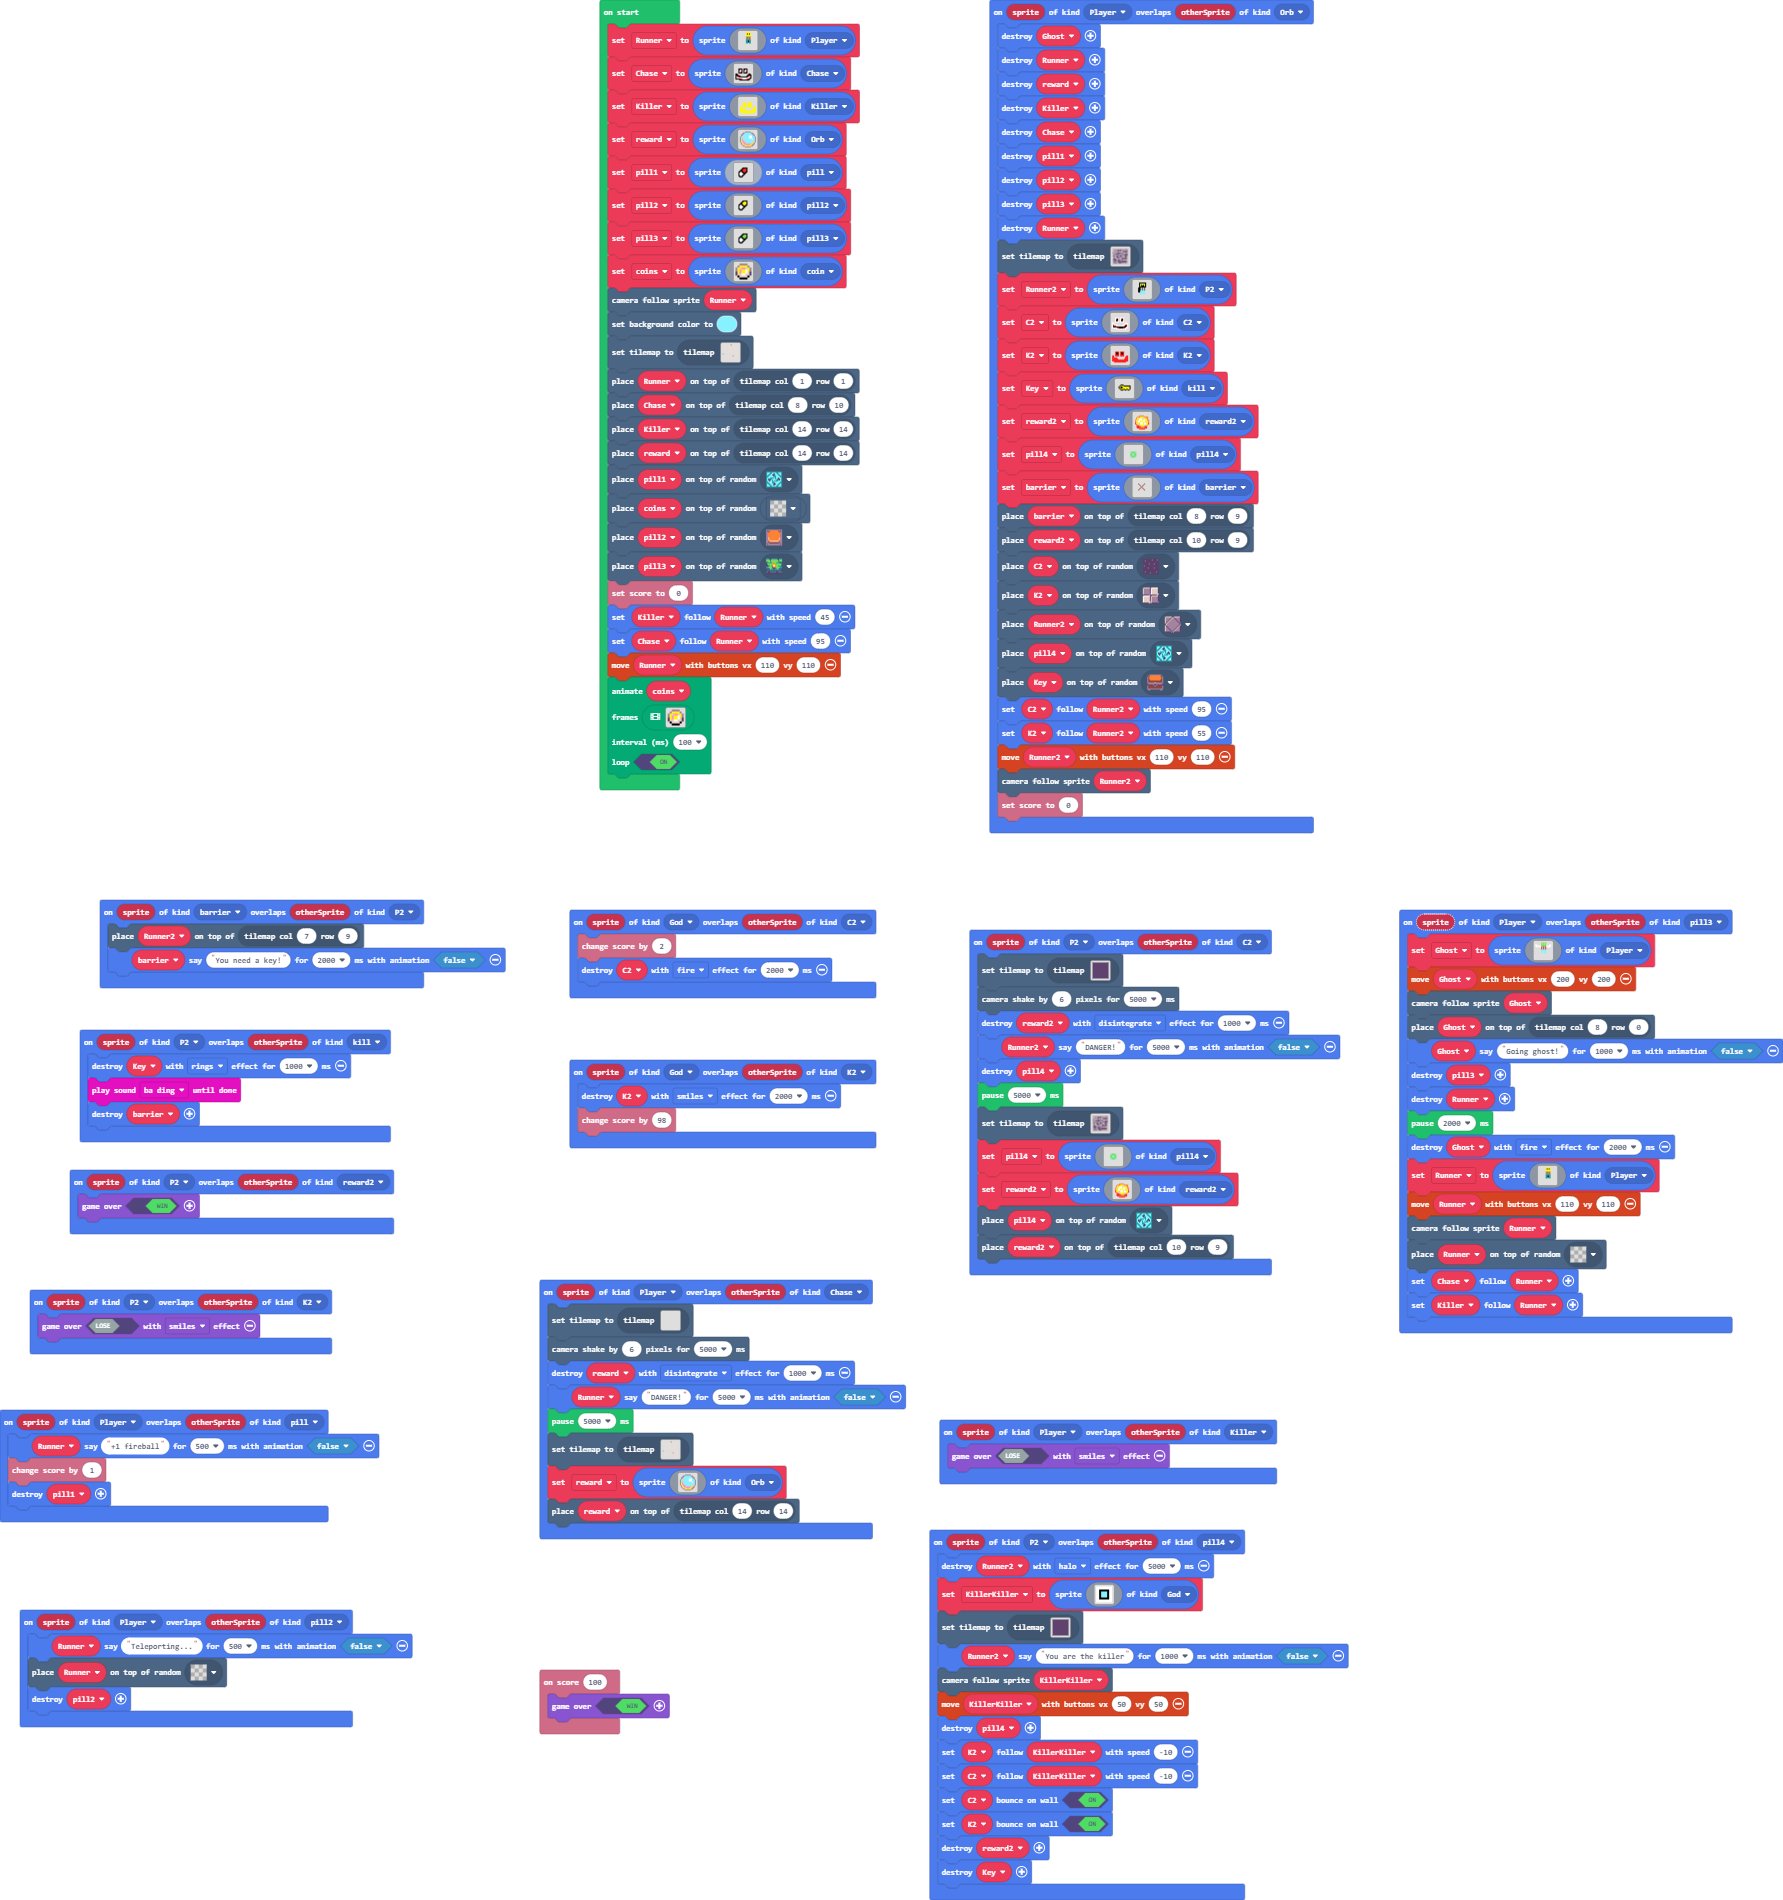 on start
set Runner to sprite of kind Player
set Chase to sprite of kind Chase
set Killer to sprite of kind Killer
set reward to sprite of kind Orb
set pill1 to sprite of kind pill
set pill2 to sprite of kind pill2
set pill3 to sprite of kind pill3
set coins to sprite of kind coin
camera follow sprite Runner
set background color to
set tilemap to tilemap
place Runner on top of tilemap col 1 row 1
place Chase on top of tilemap col 8 row 10
place Killer on top of tilemap col 14 row 14
place reward on top of tilemap col 14 row 14
place pill1 on top of random
place coins on top of random
place pill2 on top of random
place pill3 on top of random
set score to 0
set Killer follow Runner with speed 45
set Chase follow Runner with speed 95
move Runner with buttons vx 110 vy 110
animate coins
frames
interval (ms) 100
loop ON
on sprite of kind Player overlaps otherSprite of kind Orb
destroy Ghost
destroy Runner
destroy reward
destroy Killer
destroy Chase
destroy pill1
destroy pill2
destroy pill3
destroy Runner
set tilemap to tilemap
set Runner2 to sprite of kind P2
set C2 to sprite of kind C2
set K2 to sprite of kind K2
set Key to sprite of kind kill
set reward2 to sprite of kind reward2
set pill4 to sprite of kind pill4
set barrier to sprite of kind barrier
place barrier on top of tilemap col 8 row 9
place reward2 on top of tilemap col 10 row 9
place C2 on top of random
place K2 on top of random
place Runner2 on top of random
place pill4 on top of random
place Key on top of random
set C2 follow Runner2 with speed 95
set K2 follow Runner2 with speed 55
move Runner2 with buttons vx 110 vy 110
camera follow sprite Runner2
set score to 0
on sprite of kind barrier overlaps otherSprite of kind P2
place Runner2 on top of tilemap col 7 row 9
barrier say "You need a key!" for 2000 ms with animation false
on sprite of kind P2 overlaps otherSprite of kind kill
destroy Key with rings effect for 1000 ms
play sound ba ding until done
destroy barrier
on sprite of kind P2 overlaps otherSprite of kind reward2
game over WIN
on sprite of kind P2 overlaps otherSprite of kind K2
game over LOSE with smiles effect
on sprite of kind Player overlaps otherSprite of kind pill
Runner say "+1 fireball" for 500 ms with animation false
change score by 1
destroy pill1
on sprite of kind Player overlaps otherSprite of kind pill2
Runner say "Teleporting..." for 500 ms with animation false
place Runner on top of random
destroy pill2
on sprite of kind God overlaps otherSprite of kind C2
change score by 2
destroy C2 with fire effect for 2000 ms
on sprite of kind God overlaps otherSprite of kind K2
destroy K2 with smiles effect for 2000 ms
change score by 98
on sprite of kind Player overlaps otherSprite of kind Chase
set tilemap to tilemap
camera shake by 6 pixels for 5000 ms
destroy reward with disintegrate effect for 1000 ms
Runner say "DANGER!" for 5000 ms with animation false
pause 5000 ms
set tilemap to tilemap
set reward to sprite of kind Orb
place reward on top of tilemap col 14 row 14
on score 100
game over WIN
on sprite of kind P2 overlaps otherSprite of kind C2
set tilemap to tilemap
camera shake by 6 pixels for 5000 ms
destroy reward2 with disintegrate effect for 1000 ms
Runner2 say "DANGER!" for 5000 ms with animation false
destroy pill4
pause 5000 ms
set tilemap to tilemap
set pill4 to sprite of kind pill4
set reward2 to sprite of kind reward2
place pill4 on top of random
place reward2 on top of tilemap col 10 row 9
on sprite of kind Player overlaps otherSprite of kind Killer
game over LOSE with smiles effect
on sprite of kind P2 overlaps otherSprite of kind pill4
destroy Runner2 with halo effect for 5000 ms
set KillerKiller to sprite of kind God
set tilemap to tilemap
Runner2 say "You are the killer" for 1000 ms with animation false
camera follow sprite KillerKiller
move KillerKiller with buttons vx 50 vy 50
destroy pill4
set K2 follow KillerKiller with speed -10
set C2 follow KillerKiller with speed -10
set C2 bounce on wall ON
set K2 bounce on wall ON
destroy reward2
destroy Key
on sprite of kind Player overlaps otherSprite of kind pill3
set Ghost to sprite of kind Player
move Ghost with buttons vx 200 vy 200
camera follow sprite Ghost
place Ghost on top of tilemap col 8 row 0
Ghost say "Going ghost!" for 1000 ms with animation false
destroy pill3
destroy Runner
pause 2000 ms
destroy Ghost with fire effect for 2000 ms
set Runner to sprite of kind Player
move Runner with buttons vx 110 vy 110
camera follow sprite Runner
place Runner on top of random
set Chase follow Runner
set Killer follow Runner